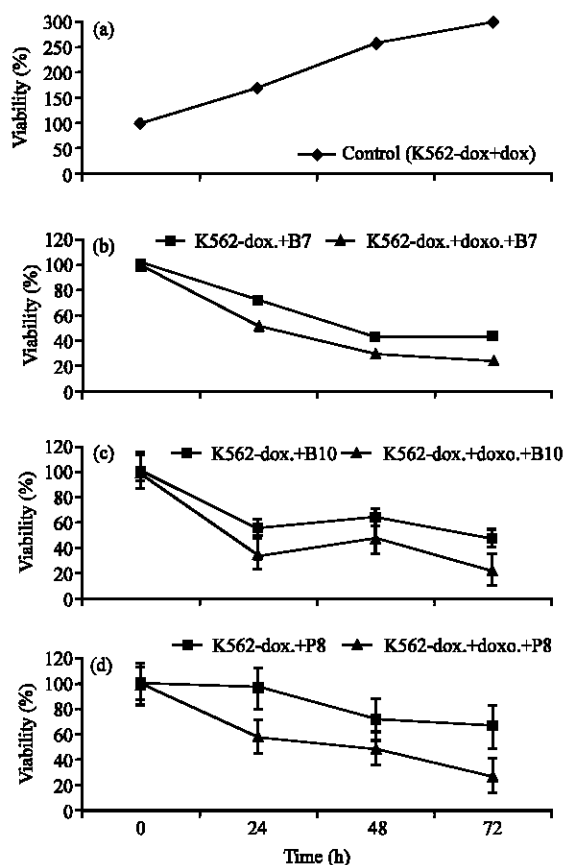 (a)
Viability (%)
300
250
200
150
100
50
0
Control (K562-dox+dox)
(b)
K562-dox.+B7
K562-dox.+doxo.+B7
Viability (%)
120
100
80
60
40
20
0
(c)
K562-dox.+B10
K562-dox.+doxo.+B10
Viability (%)
120
100
80
60
40
20
0
(d)
K562-dox.+P8
K562-dox.+doxo.+P8
Viability (%)
120
100
80
60
40
20
0
0 24 48 72
Time (h)